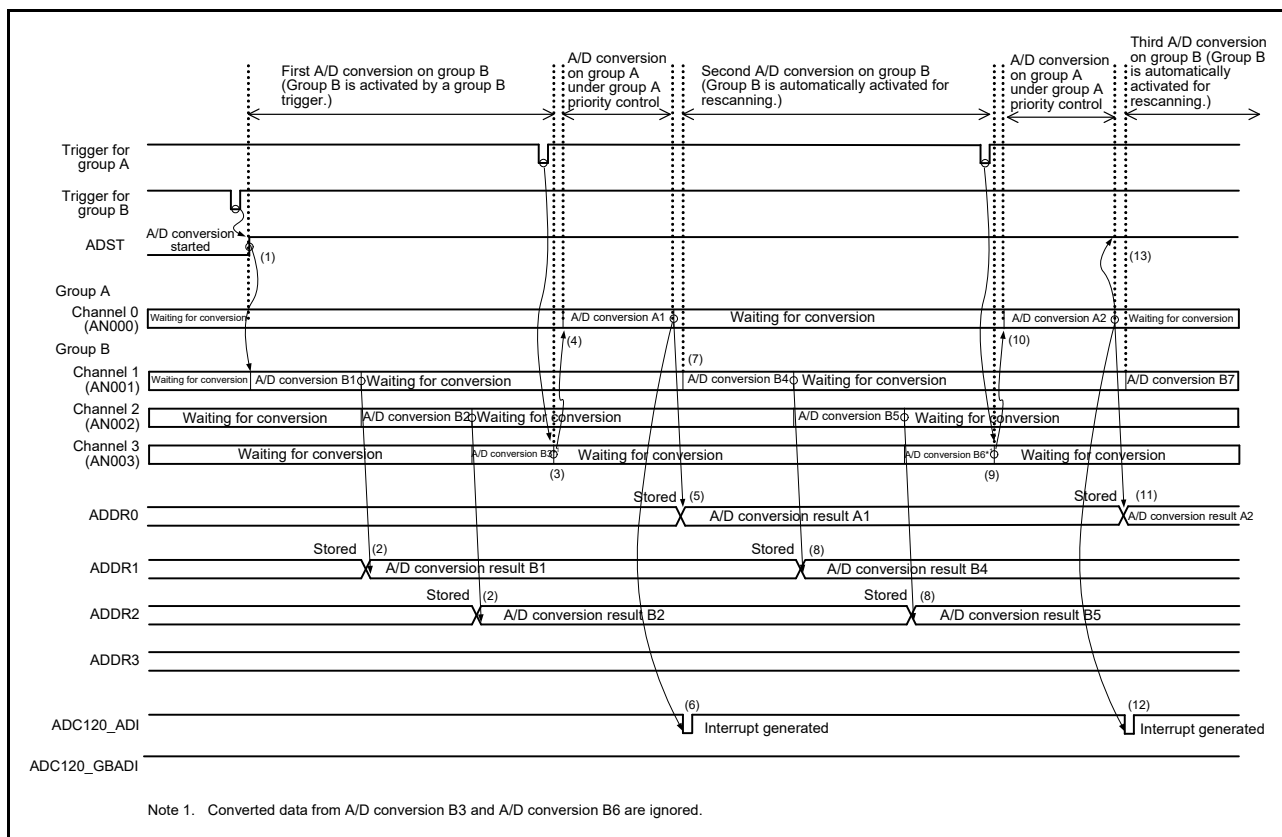 First A/D conversion on group B
(Group B is activated by a group B
trigger.)
A/D conversion
on group A
under group A
priority control
Second A/D conversion on group B
(Group B is automatically activated for
rescanning.)
A/D conversion
on group A
under group A
priority control
Third A/D conversion
on group B (Group B
is automatically
activated for
rescanning.)
Trigger for
group A
Trigger for
group B
ADST
A/D conversion
started
(1)
(13)
Group A
Channel 0
(AN000)
Waiting for conversion
A/D conversion A1
Waiting for conversion
A/D conversion A2
Waiting for conversion
(4)
(10)
Group B
(7)
Channel 1
(AN001)
Waiting for conversion
A/D conversion B1
Waiting for conversion
A/D conversion B4
Waiting for conversion
A/D conversion B7
Channel 2
(AN002)
Waiting for conversion
A/D conversion B2
Waiting for conversion
A/D conversion B5
Waiting for conversion
Channel 3
(AN003)
Waiting for conversion
A/D conversion B3
Waiting for conversion
A/D conversion B6*
Waiting for conversion
(3)
(9)
ADDR0
Stored
(5)
A/D conversion result A1
Stored
(11)
A/D conversion result A2
ADDR1
Stored
(2)
A/D conversion result B1
Stored
(8)
A/D conversion result B4
ADDR2
Stored
(2)
A/D conversion result B2
Stored
(8)
A/D conversion result B5
ADDR3
ADC120_ADI
(6)
Interrupt generated
(12)
Interrupt generated
ADC120_GBADI
Note 1. Converted data from A/D conversion B3 and A/D conversion B6 are ignored.